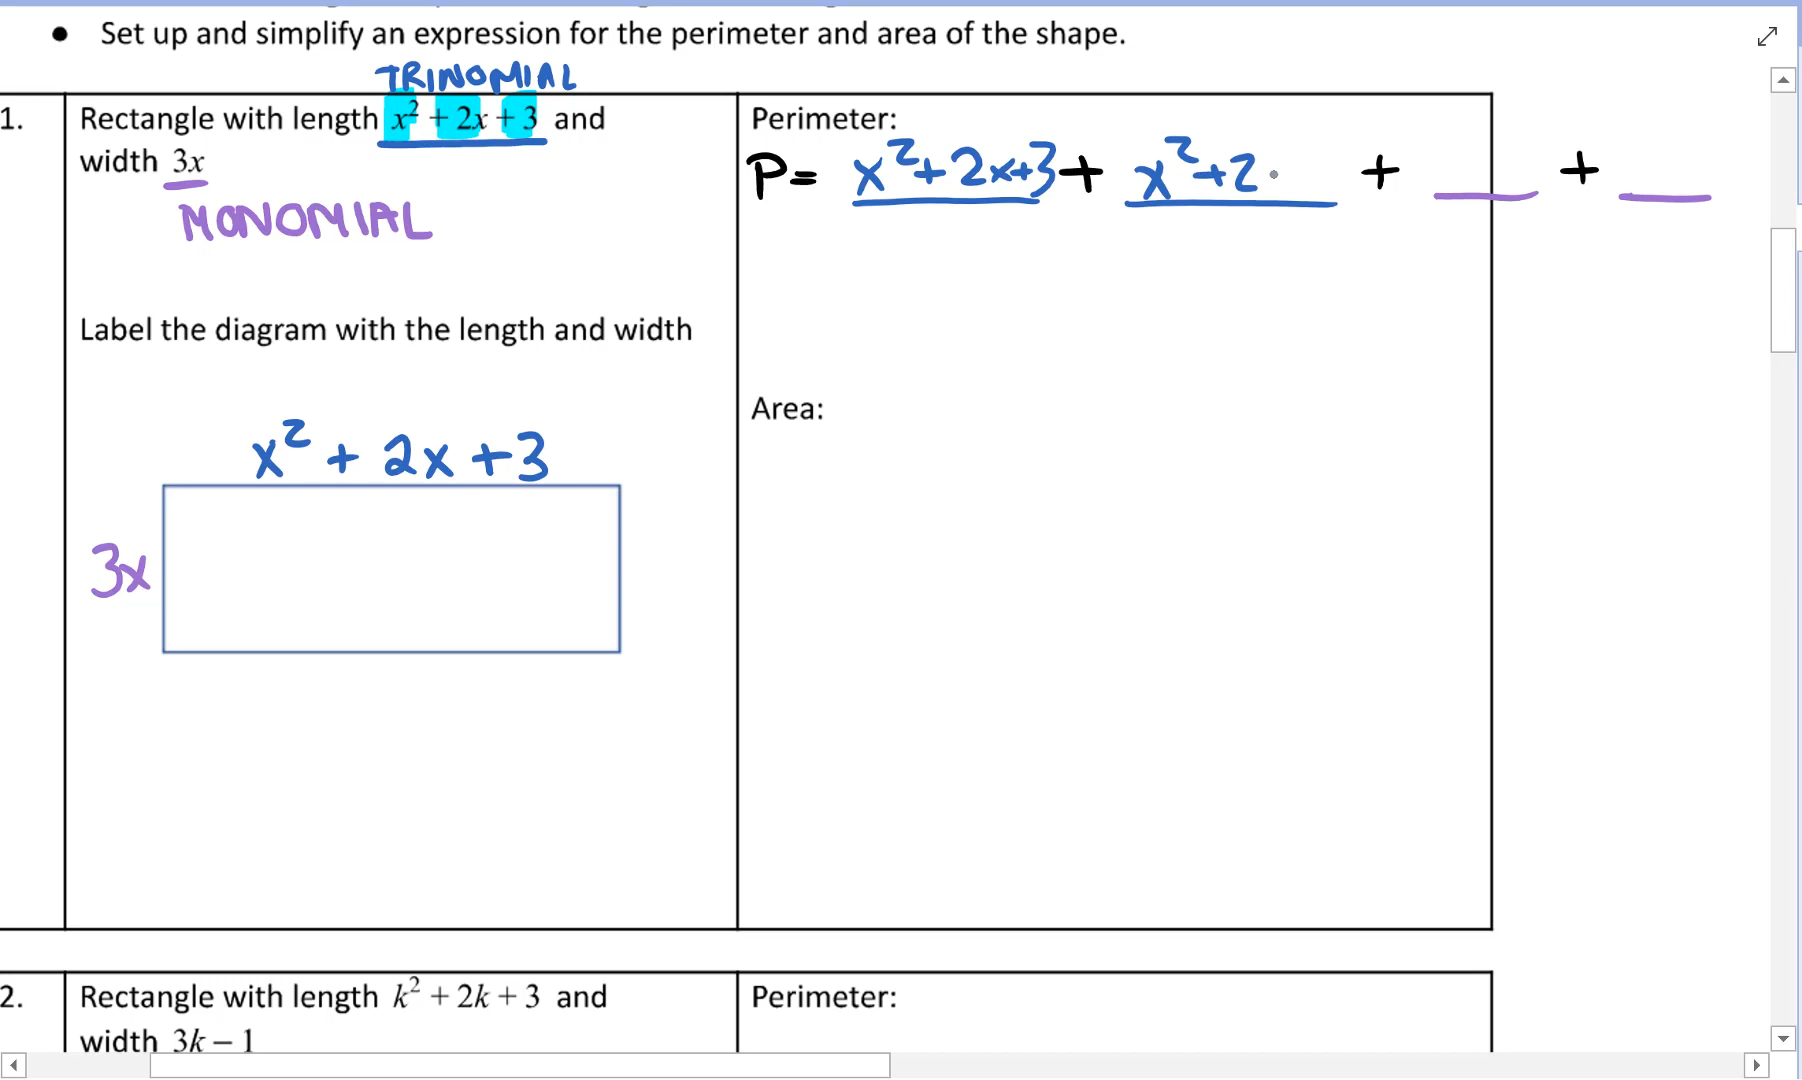 • Set up and simplify an expression for the perimeter and area of the shape.
TRINOMIAL
1. Rectangle with length x² + 2x + 3 and
width 3x
MONOMIAL
Label the diagram with the length and width
x² + 2x + 3
3x
Perimeter:
P= x²+2x+3 + x²+2 + ___ + ___
Area:
2. Rectangle with length k² + 2k + 3 and
width 3k − 1
Perimeter: